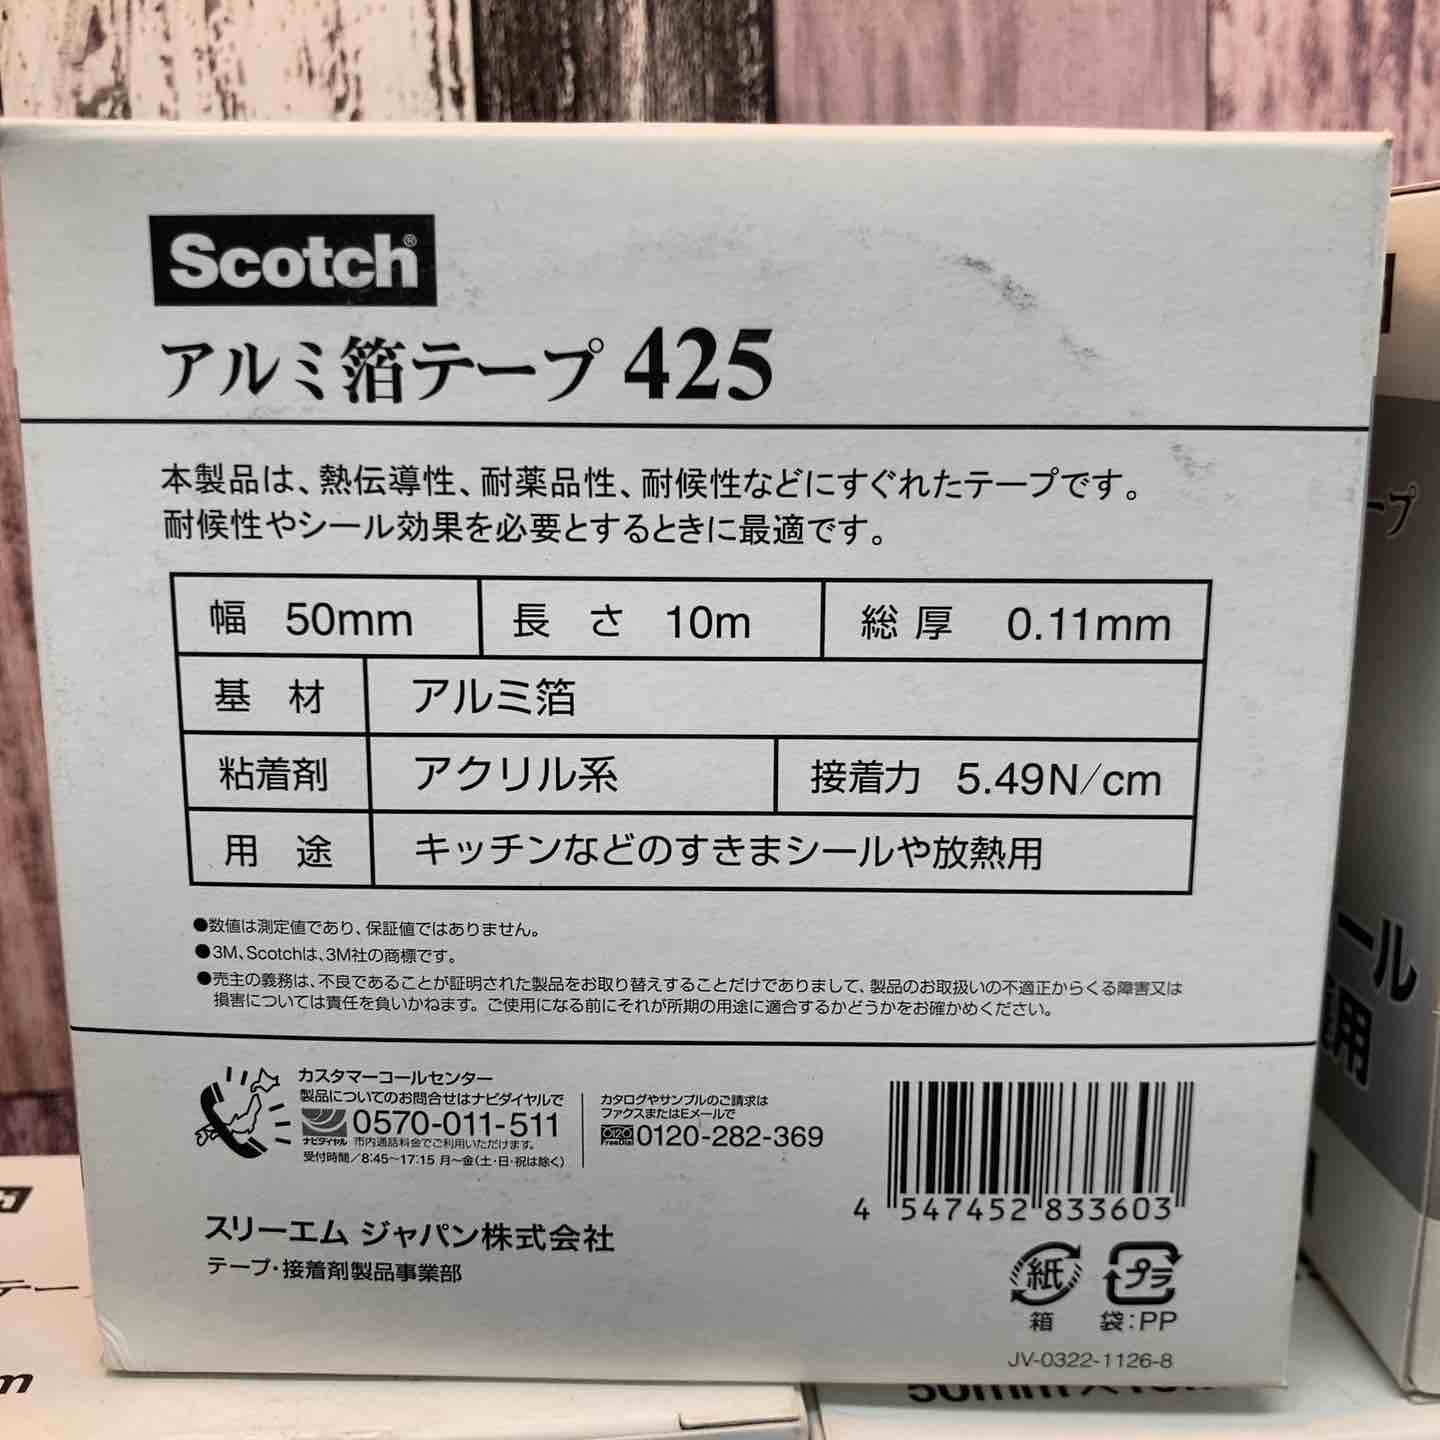 Scotch®
アルミ箔テープ 425
本製品は、熱伝導性、耐薬品性、耐候性などにすぐれたテープです。
耐候性やシール効果を必要とするときに最適です。
幅 50mm 長さ 10m 総厚 0.11mm
基材 アルミ箔
粘着剤 アクリル系 接着力 5.49N/cm
用途 キッチンなどのすきまシールや放熱用
●数値は測定値であり、保証値ではありません。
●3M、Scotchは、3M社の商標です。
●売主の義務は、不良であることが証明された製品をお取り替えすることだけでありまして、製品のお取扱いの不適正からくる障害又は
損害については責任を負いかねます。ご使用になる前にそれが所期の用途に適合するかどうかをお確かめください。
カスタマーコールセンター
製品についてのお問合せはナビダイヤルで
ナビダイヤル 0570-011-511
市内通話料金でご利用いただけます。
受付時間/8:45〜17:15 月〜金(土・日・祝は除く)
カタログやサンプルのご請求は
ファクスまたはEメールで
FreeDial 0120-282-369
4 547452 833603
スリーエム ジャパン株式会社
テープ・接着剤製品事業部
紙 プラ
箱 袋:PP
JV-0322-1126-8
ープ
ール
用
テー
m